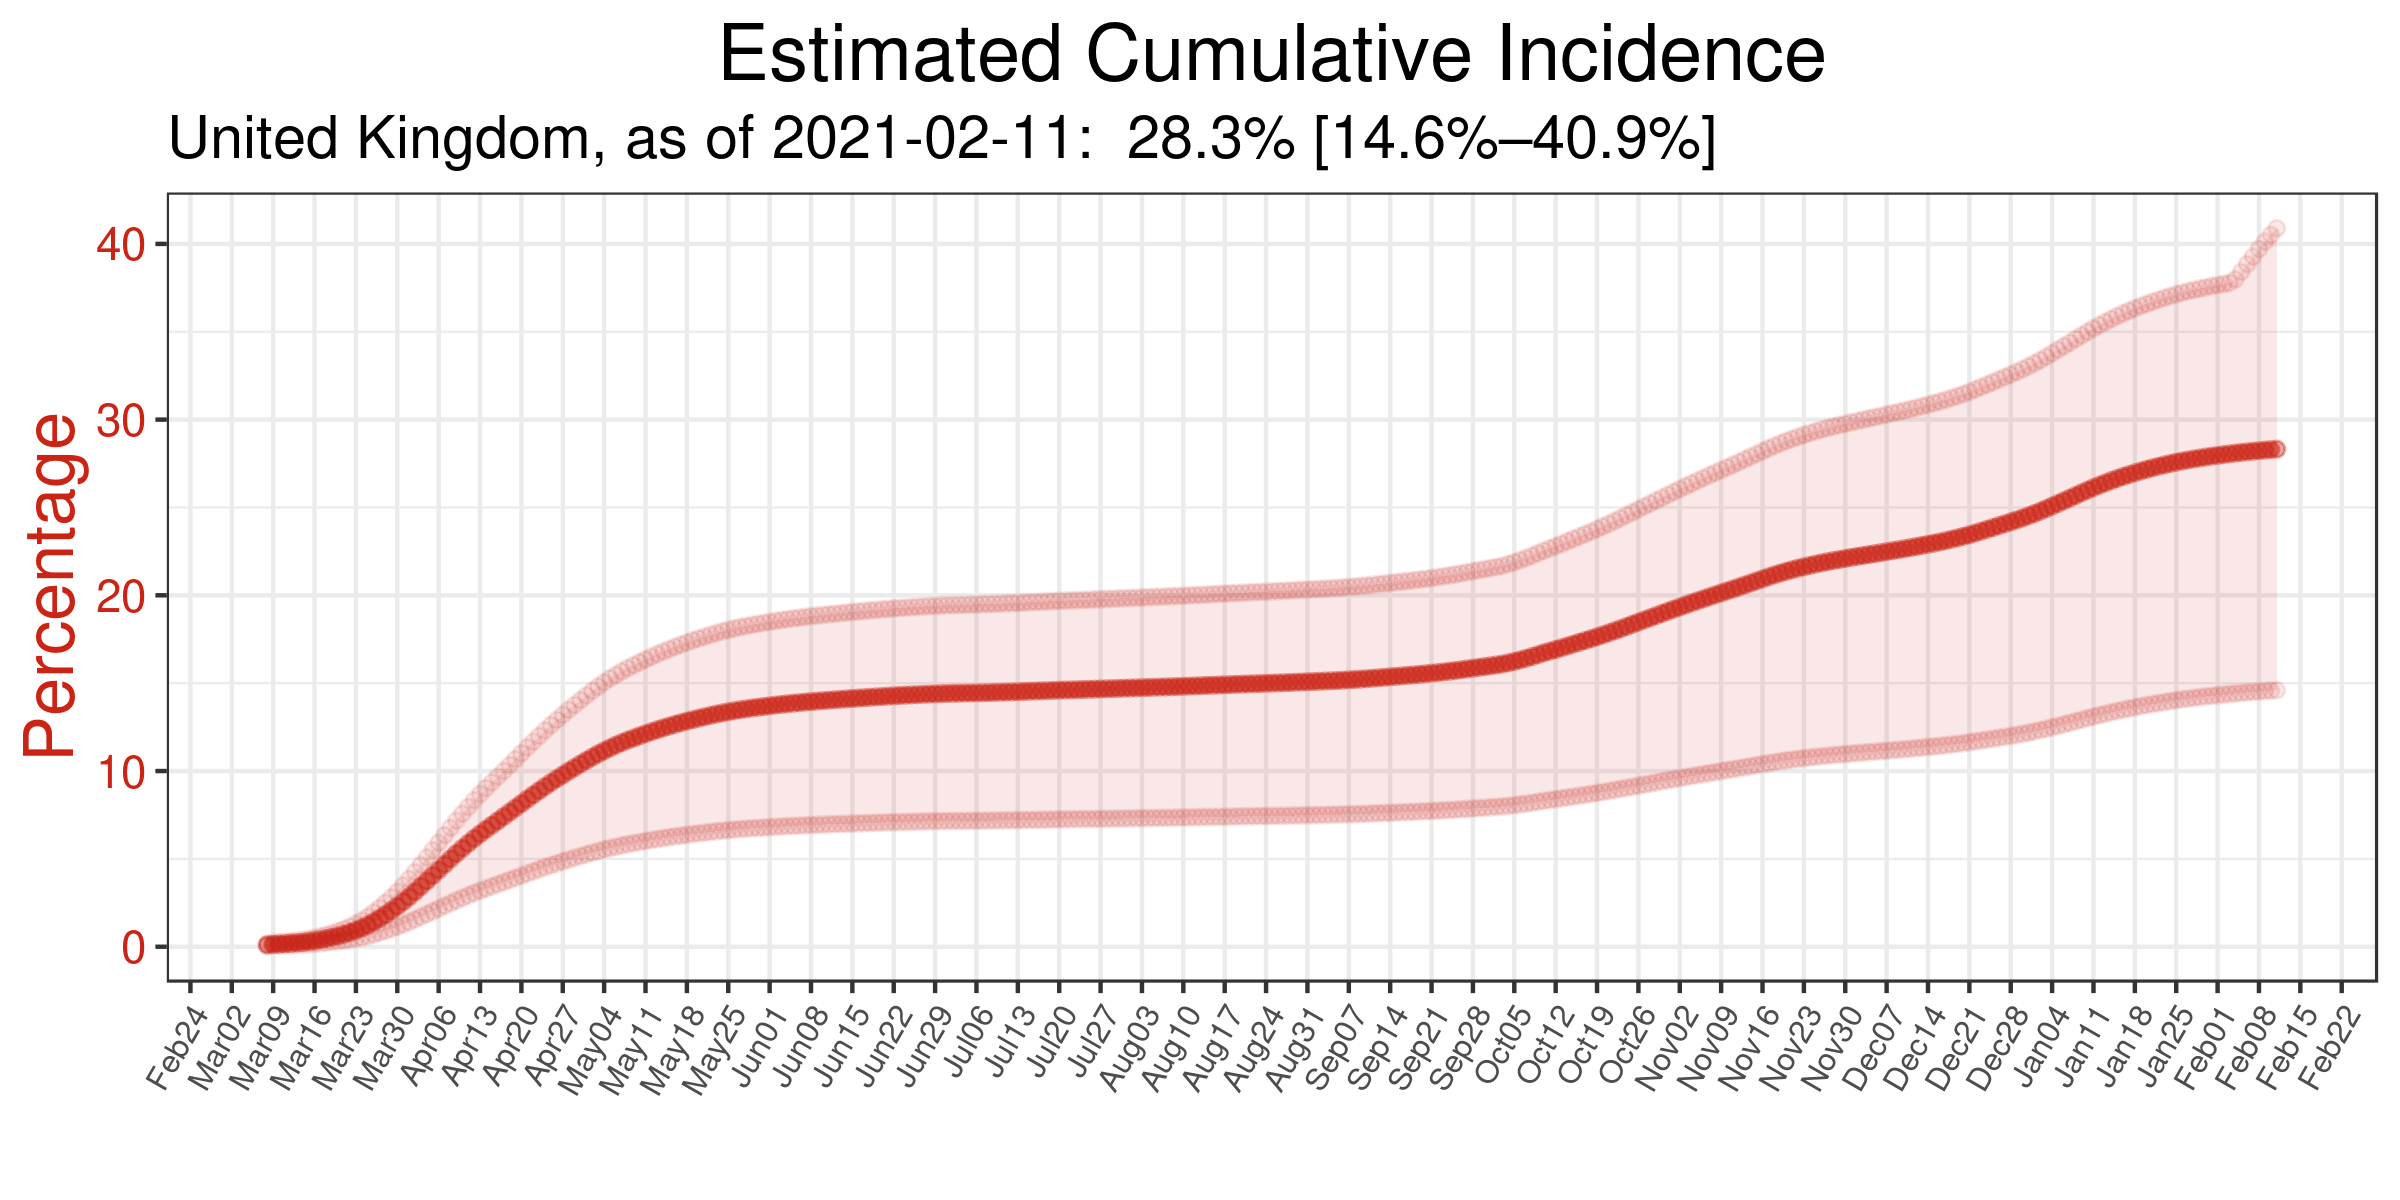 Estimated Cumulative Incidence
United Kingdom, as of 2021-02-11:  28.3% [14.6%–40.9%]
Percentage
40
30
20
10
0
Feb24
Mar02
Mar09
Mar16
Mar23
Mar30
Apr06
Apr13
Apr20
Apr27
May04
May11
May18
May25
Jun01
Jun08
Jun15
Jun22
Jun29
Jul06
Jul13
Jul20
Jul27
Aug03
Aug10
Aug17
Aug24
Aug31
Sep07
Sep14
Sep21
Sep28
Oct05
Oct12
Oct19
Oct26
Nov02
Nov09
Nov16
Nov23
Nov30
Dec07
Dec14
Dec21
Dec28
Jan04
Jan11
Jan18
Jan25
Feb01
Feb08
Feb15
Feb22